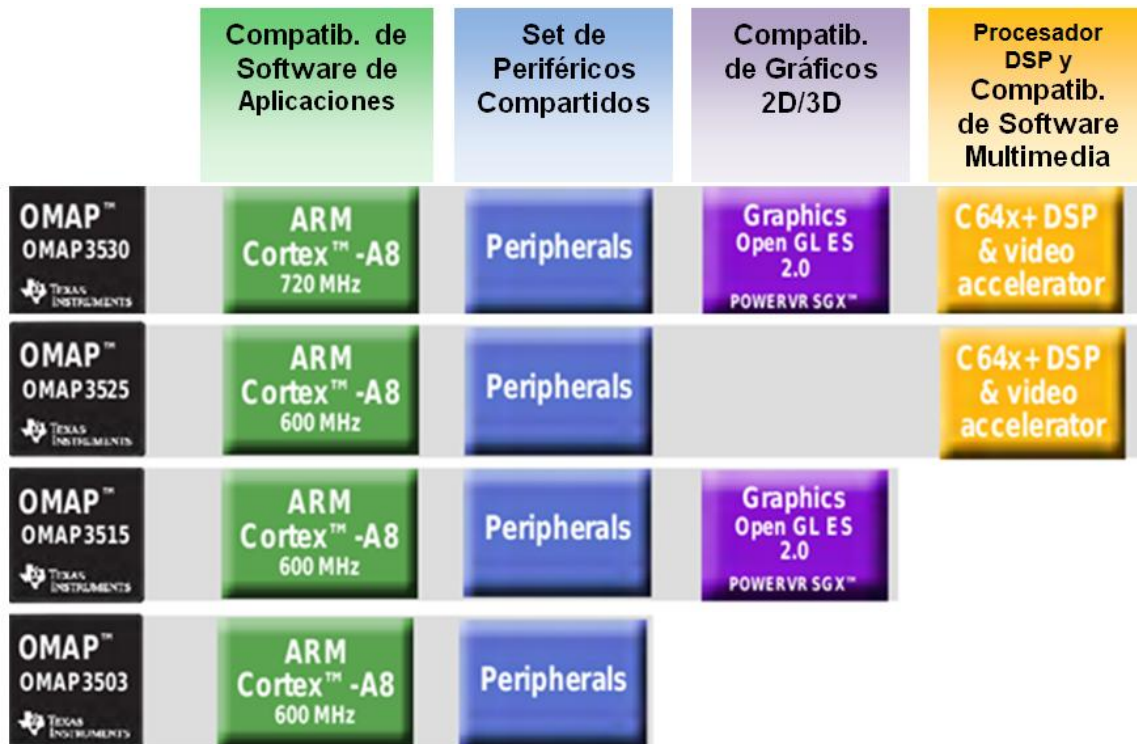 Compatib. de
Software de
Aplicaciones
Set de
Periféricos
Compartidos
Compatib.
de Gráficos
2D/3D
Procesador
DSP y
Compatib.
de Software
Multimedia
OMAP™
OMAP3530
TEXAS
INSTRUMENTS
ARM
Cortex™-A8
720 MHz
Peripherals
Graphics
Open GL ES
2.0
POWERVR SGX™
C64x+ DSP
& video
accelerator
OMAP™
OMAP3525
TEXAS
INSTRUMENTS
ARM
Cortex™-A8
600 MHz
Peripherals
C64x+ DSP
& video
accelerator
OMAP™
OMAP3515
TEXAS
INSTRUMENTS
ARM
Cortex™-A8
600 MHz
Peripherals
Graphics
Open GL ES
2.0
POWERVR SGX™
OMAP™
OMAP3503
TEXAS
INSTRUMENTS
ARM
Cortex™-A8
600 MHz
Peripherals